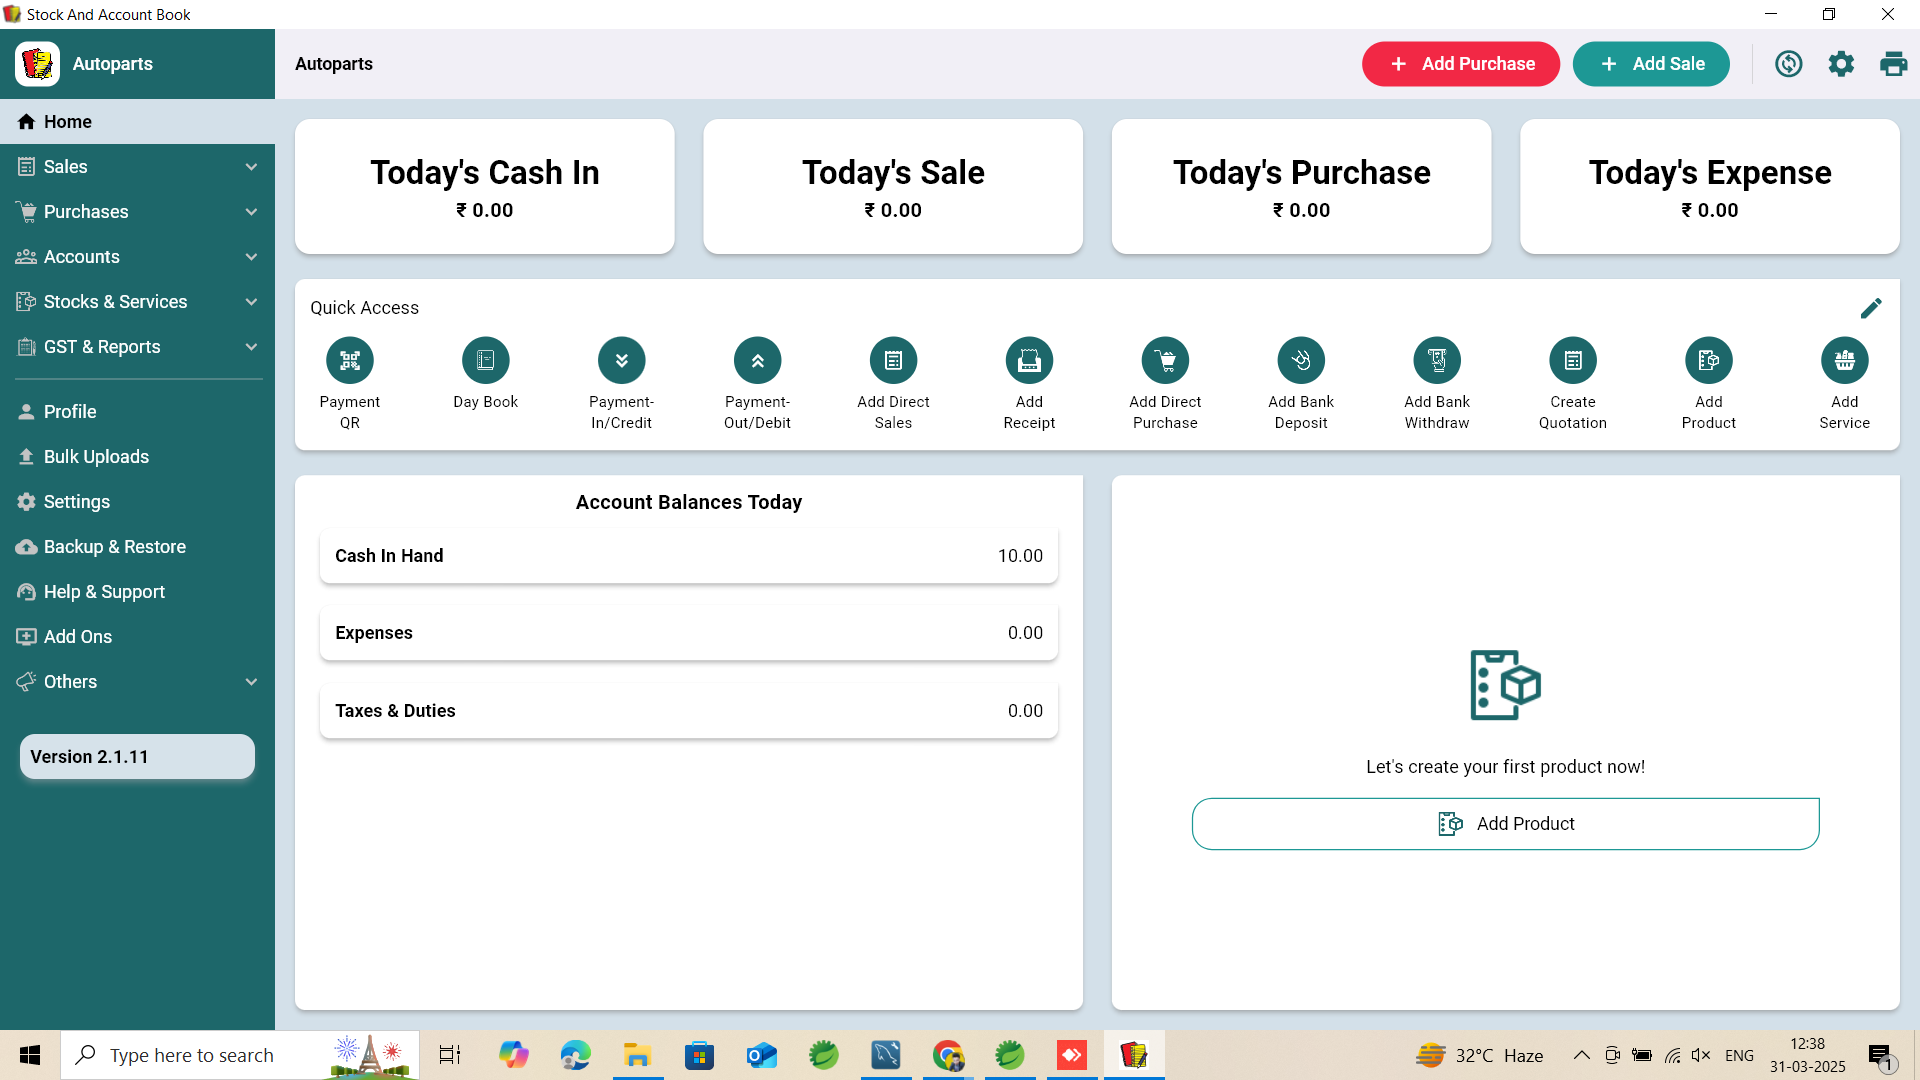 Stock And Account Book
Autoparts
Autoparts
+ Add Purchase
+ Add Sale
Home
Sales
Purchases
Accounts
Stocks & Services
GST & Reports
Profile
Bulk Uploads
Settings
Backup & Restore
Help & Support
Add Ons
Others
Version 2.1.11
Today's Cash In
₹ 0.00
Today's Sale
₹ 0.00
Today's Purchase
₹ 0.00
Today's Expense
₹ 0.00
Quick Access
Payment
QR
Day Book
Payment-
In/Credit
Payment-
Out/Debit
Add Direct
Sales
Add
Receipt
Add Direct
Purchase
Add Bank
Deposit
Add Bank
Withdraw
Create
Quotation
Add
Product
Add
Service
Account Balances Today
Cash In Hand 10.00
Expenses 0.00
Taxes & Duties 0.00
Let's create your first product now!
Add Product
Type here to search
32°C Haze
ENG
12:38
31-03-2025
1